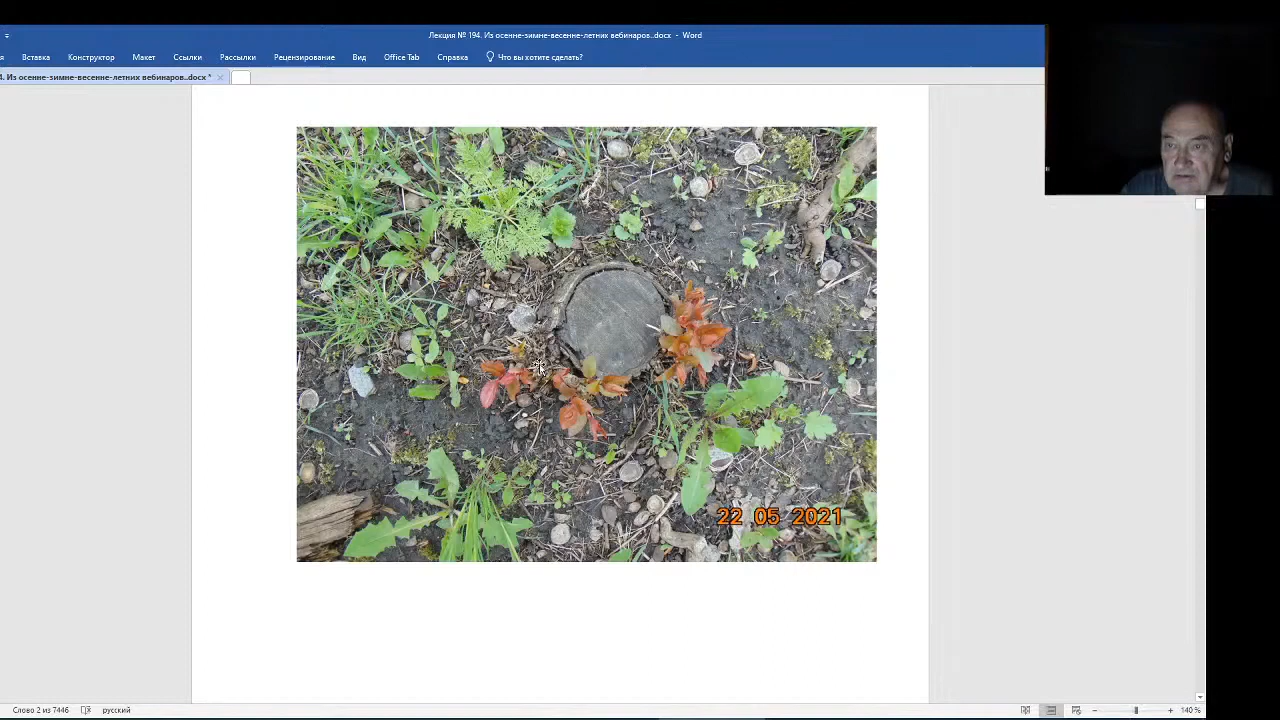 Лекция № 194. Из осенне-зимне-весенне-летних вебинаров..docx - Word
я Вставка Конструктор Макет Ссылки Рассылки Рецензирование Вид Office Tab Справка Что вы хотите сделать?
4. Из осенне-зимне-весенне-летних вебинаров..docx *
22 05 2021
Слово 2 из 7446 русский 140 %